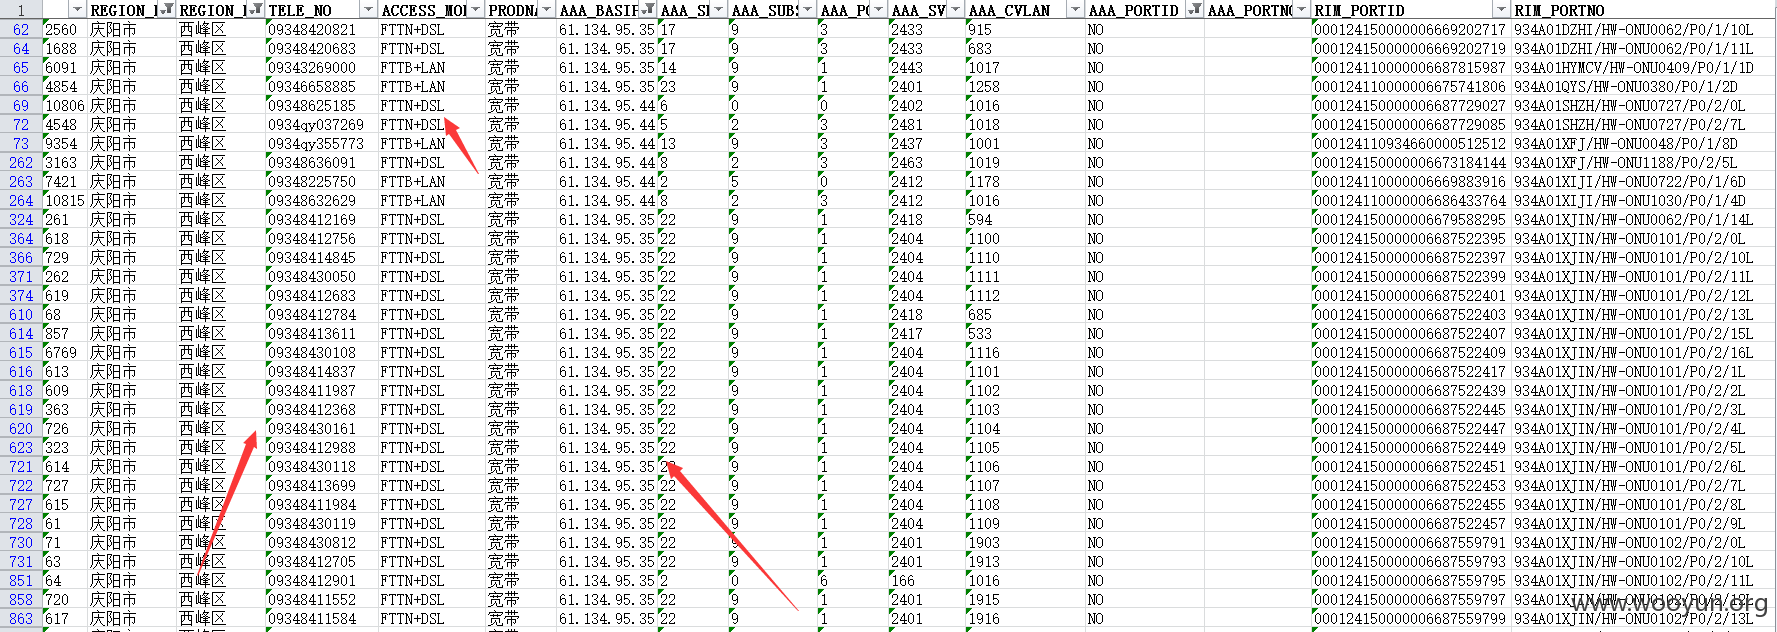 1 REGION_ REGION_ TELE_NO ACCESS_MO PRODNA AAA_BASIP AAA_S AAA_SUB AAA_PO AAA_SV AAA_CVLAN AAA_PORTID AAA_PORTNO RIM_PORTID RIM_PORTNO
62 2560 庆阳市 西峰区 09348420821 FTTN+DSL 宽带 61.134.95.35 17 9 3 2433 915 NO 0001241500000006669202717 934A01DZHI/HW-ONU0062/P0/1/10L
64 1688 庆阳市 西峰区 09348420683 FTTN+DSL 宽带 61.134.95.35 17 9 3 2433 683 NO 0001241500000006669202719 934A01DZHI/HW-ONU0062/P0/1/11L
65 6091 庆阳市 西峰区 09343269000 FTTB+LAN 宽带 61.134.95.35 14 9 1 2443 1017 NO 0001241100000006687815987 934A01HYMCV/HW-ONU0409/P0/1/1D
66 4854 庆阳市 西峰区 09346658885 FTTB+LAN 宽带 61.134.95.35 23 9 1 2401 1258 NO 0001241100000006675741806 934A01QYS/HW-ONU0380/P0/1/2D
69 10806 庆阳市 西峰区 09348625185 FTTN+DSL 宽带 61.134.95.44 6 0 0 2402 1016 NO 0001241500000006687729027 934A01SHZH/HW-ONU0727/P0/2/0L
72 4548 庆阳市 西峰区 0934qy037269 FTTN+DSL 宽带 61.134.95.44 5 2 3 2481 1018 NO 0001241500000006687729085 934A01SHZH/HW-ONU0727/P0/2/7L
73 9354 庆阳市 西峰区 0934qy355773 FTTB+LAN 宽带 61.134.95.44 13 9 3 2437 1001 NO 0001241109346600000512512 934A01XFJ/HW-ONU0048/P0/1/8D
262 3163 庆阳市 西峰区 09348636091 FTTN+DSL 宽带 61.134.95.44 8 2 3 2463 1019 NO 0001241500000006673184144 934A01XFJ/HW-ONU1188/P0/2/5L
263 7421 庆阳市 西峰区 09348225750 FTTB+LAN 宽带 61.134.95.44 2 5 0 2412 1178 NO 0001241100000006669883916 934A01XIJI/HW-ONU0722/P0/1/6D
264 10815 庆阳市 西峰区 09348632629 FTTB+LAN 宽带 61.134.95.44 8 2 3 2412 1016 NO 0001241100000006686433764 934A01XIJI/HW-ONU1030/P0/1/4D
324 261 庆阳市 西峰区 09348412169 FTTN+DSL 宽带 61.134.95.35 22 9 1 2418 594 NO 0001241500000006679588295 934A01XJIN/HW-ONU0062/P0/1/14L
364 618 庆阳市 西峰区 09348412756 FTTN+DSL 宽带 61.134.95.35 22 9 1 2404 1100 NO 0001241500000006687522395 934A01XJIN/HW-ONU0101/P0/2/0L
366 729 庆阳市 西峰区 09348414845 FTTN+DSL 宽带 61.134.95.35 22 9 1 2404 1110 NO 0001241500000006687522397 934A01XJIN/HW-ONU0101/P0/2/10L
371 262 庆阳市 西峰区 09348430050 FTTN+DSL 宽带 61.134.95.35 22 9 1 2404 1111 NO 0001241500000006687522399 934A01XJIN/HW-ONU0101/P0/2/11L
374 619 庆阳市 西峰区 09348412683 FTTN+DSL 宽带 61.134.95.35 22 9 1 2404 1112 NO 0001241500000006687522401 934A01XJIN/HW-ONU0101/P0/2/12L
610 68 庆阳市 西峰区 09348412784 FTTN+DSL 宽带 61.134.95.35 22 9 1 2418 685 NO 0001241500000006687522403 934A01XJIN/HW-ONU0101/P0/2/13L
614 857 庆阳市 西峰区 09348413611 FTTN+DSL 宽带 61.134.95.35 22 9 1 2417 533 NO 0001241500000006687522407 934A01XJIN/HW-ONU0101/P0/2/15L
615 6769 庆阳市 西峰区 09348430108 FTTN+DSL 宽带 61.134.95.35 22 9 1 2404 1116 NO 0001241500000006687522409 934A01XJIN/HW-ONU0101/P0/2/16L
616 613 庆阳市 西峰区 09348414837 FTTN+DSL 宽带 61.134.95.35 22 9 1 2404 1101 NO 0001241500000006687522417 934A01XJIN/HW-ONU0101/P0/2/1L
618 609 庆阳市 西峰区 09348411987 FTTN+DSL 宽带 61.134.95.35 22 9 1 2404 1102 NO 0001241500000006687522439 934A01XJIN/HW-ONU0101/P0/2/2L
619 363 庆阳市 西峰区 09348412368 FTTN+DSL 宽带 61.134.95.35 22 9 1 2404 1103 NO 0001241500000006687522445 934A01XJIN/HW-ONU0101/P0/2/3L
620 726 庆阳市 西峰区 09348430161 FTTN+DSL 宽带 61.134.95.35 22 9 1 2404 1104 NO 0001241500000006687522447 934A01XJIN/HW-ONU0101/P0/2/4L
623 323 庆阳市 西峰区 09348412988 FTTN+DSL 宽带 61.134.95.35 22 9 1 2404 1105 NO 0001241500000006687522449 934A01XJIN/HW-ONU0101/P0/2/5L
721 614 庆阳市 西峰区 09348430118 FTTN+DSL 宽带 61.134.95.35 22 9 1 2404 1106 NO 0001241500000006687522451 934A01XJIN/HW-ONU0101/P0/2/6L
722 727 庆阳市 西峰区 09348413699 FTTN+DSL 宽带 61.134.95.35 22 9 1 2404 1107 NO 0001241500000006687522453 934A01XJIN/HW-ONU0101/P0/2/7L
727 615 庆阳市 西峰区 09348411984 FTTN+DSL 宽带 61.134.95.35 22 9 1 2404 1108 NO 0001241500000006687522455 934A01XJIN/HW-ONU0101/P0/2/8L
728 61 庆阳市 西峰区 09348430119 FTTN+DSL 宽带 61.134.95.35 22 9 1 2404 1109 NO 0001241500000006687522457 934A01XJIN/HW-ONU0101/P0/2/9L
730 71 庆阳市 西峰区 09348430812 FTTN+DSL 宽带 61.134.95.35 22 9 1 2401 1903 NO 0001241500000006687559791 934A01XJIN/HW-ONU0102/P0/2/0L
731 63 庆阳市 西峰区 09348412705 FTTN+DSL 宽带 61.134.95.35 22 9 1 2401 1913 NO 0001241500000006687559793 934A01XJIN/HW-ONU0102/P0/2/10L
851 64 庆阳市 西峰区 09348412901 FTTN+DSL 宽带 61.134.95.35 2 0 6 166 1016 NO 0001241500000006687559795 934A01XJIN/HW-ONU0102/P0/2/11L
858 720 庆阳市 西峰区 09348411552 FTTN+DSL 宽带 61.134.95.35 22 9 1 2401 1915 NO 0001241500000006687559797 934A01XJIN/HW-ONU0102/P0/2/12L
863 617 庆阳市 西峰区 09348411584 FTTN+DSL 宽带 61.134.95.35 22 9 1 2401 1916 NO 0001241500000006687559799 934A01XJIN/HW-ONU0102/P0/2/13L
www.wooyun.org